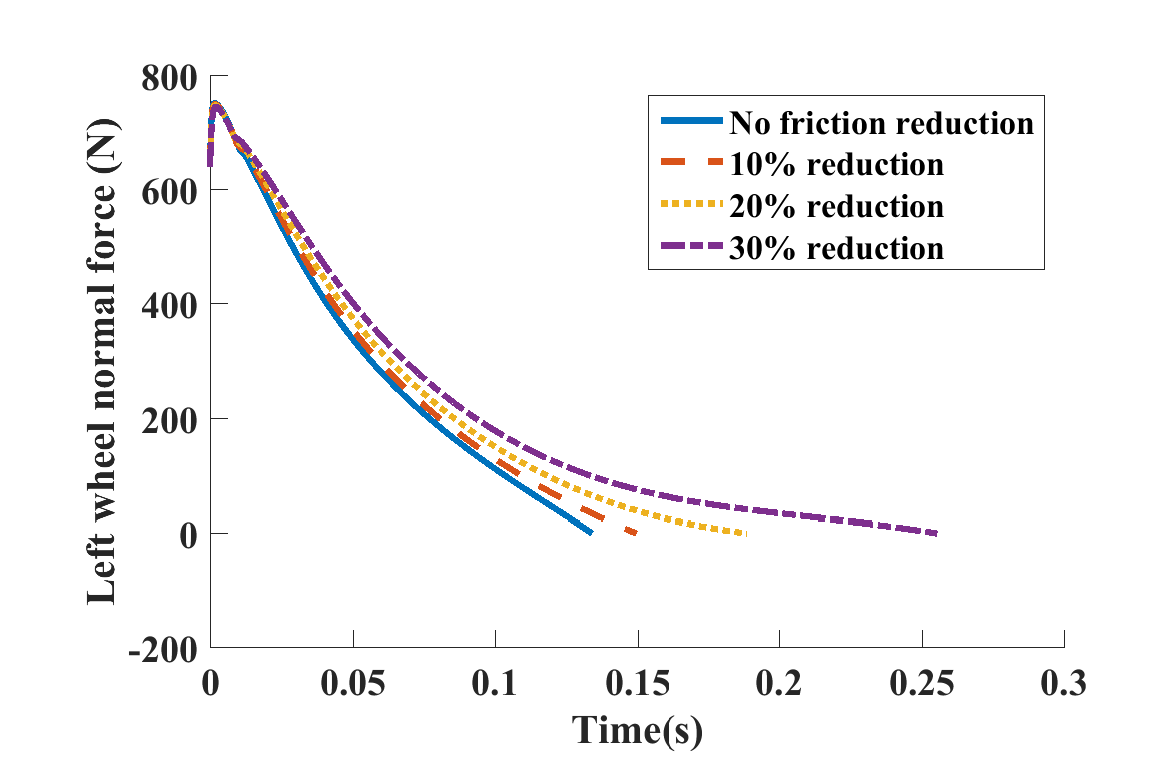 800
600
400
200
0
-200
Left wheel normal force (N)
No friction reduction
10% reduction
20% reduction
30% reduction
0 0.05 0.1 0.15 0.2 0.25 0.3
Time(s)